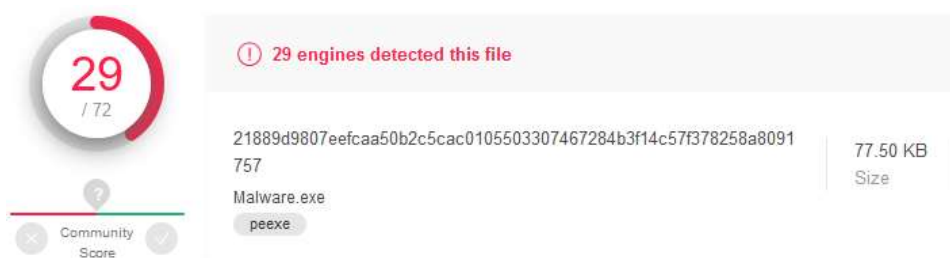 29
/ 72
?
Community
Score
29 engines detected this file
21889d9807eefcaa50b2c5cac0105503307467284b3f14c57f378258a8091
757
Malware.exe
peexe
77.50 KB
Size